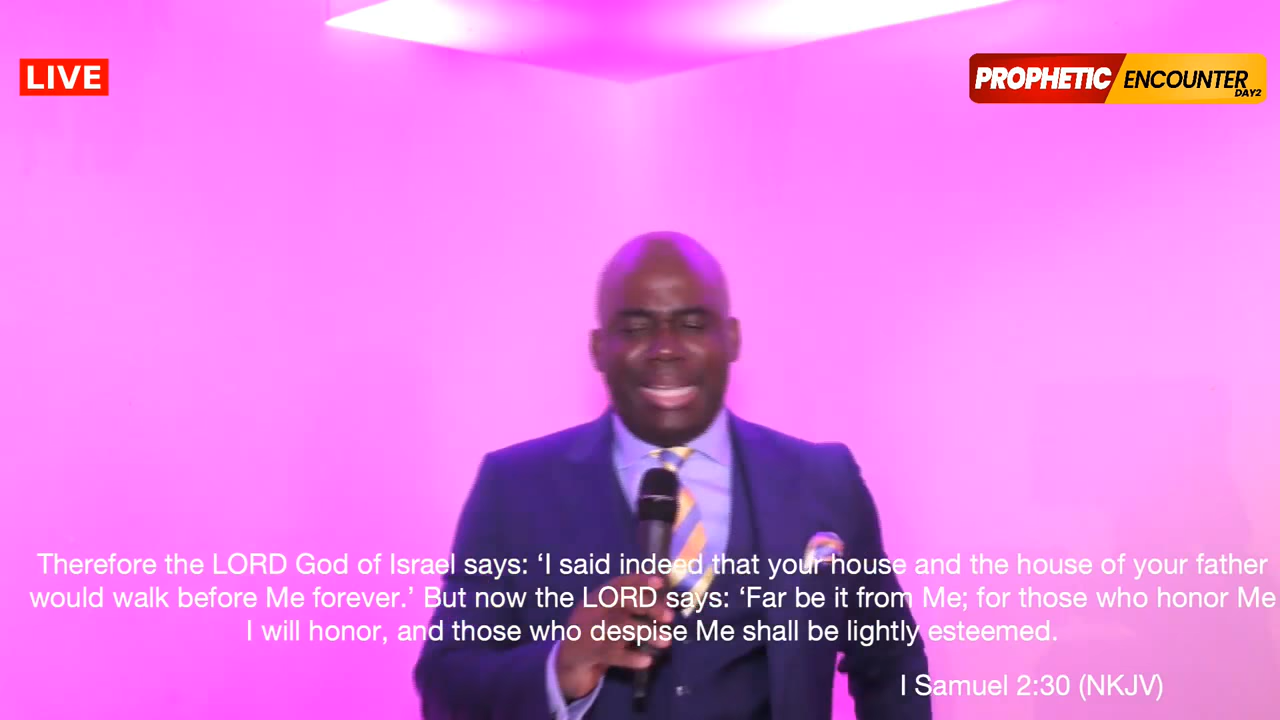 LIVE
PROPHETIC ENCOUNTER
DAY2
Therefore the LORD God of Israel says: ‘I said indeed that your house and the house of your father
would walk before Me forever.’ But now the LORD says: ‘Far be it from Me; for those who honor Me
I will honor, and those who despise Me shall be lightly esteemed.
I Samuel 2:30 (NKJV)